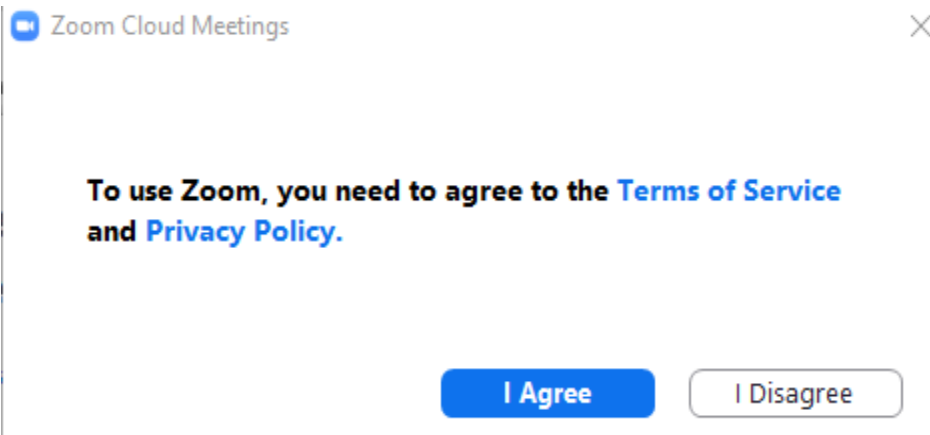 Zoom Cloud Meetings
To use Zoom, you need to agree to the Terms of Service
and Privacy Policy.
I Agree
I Disagree